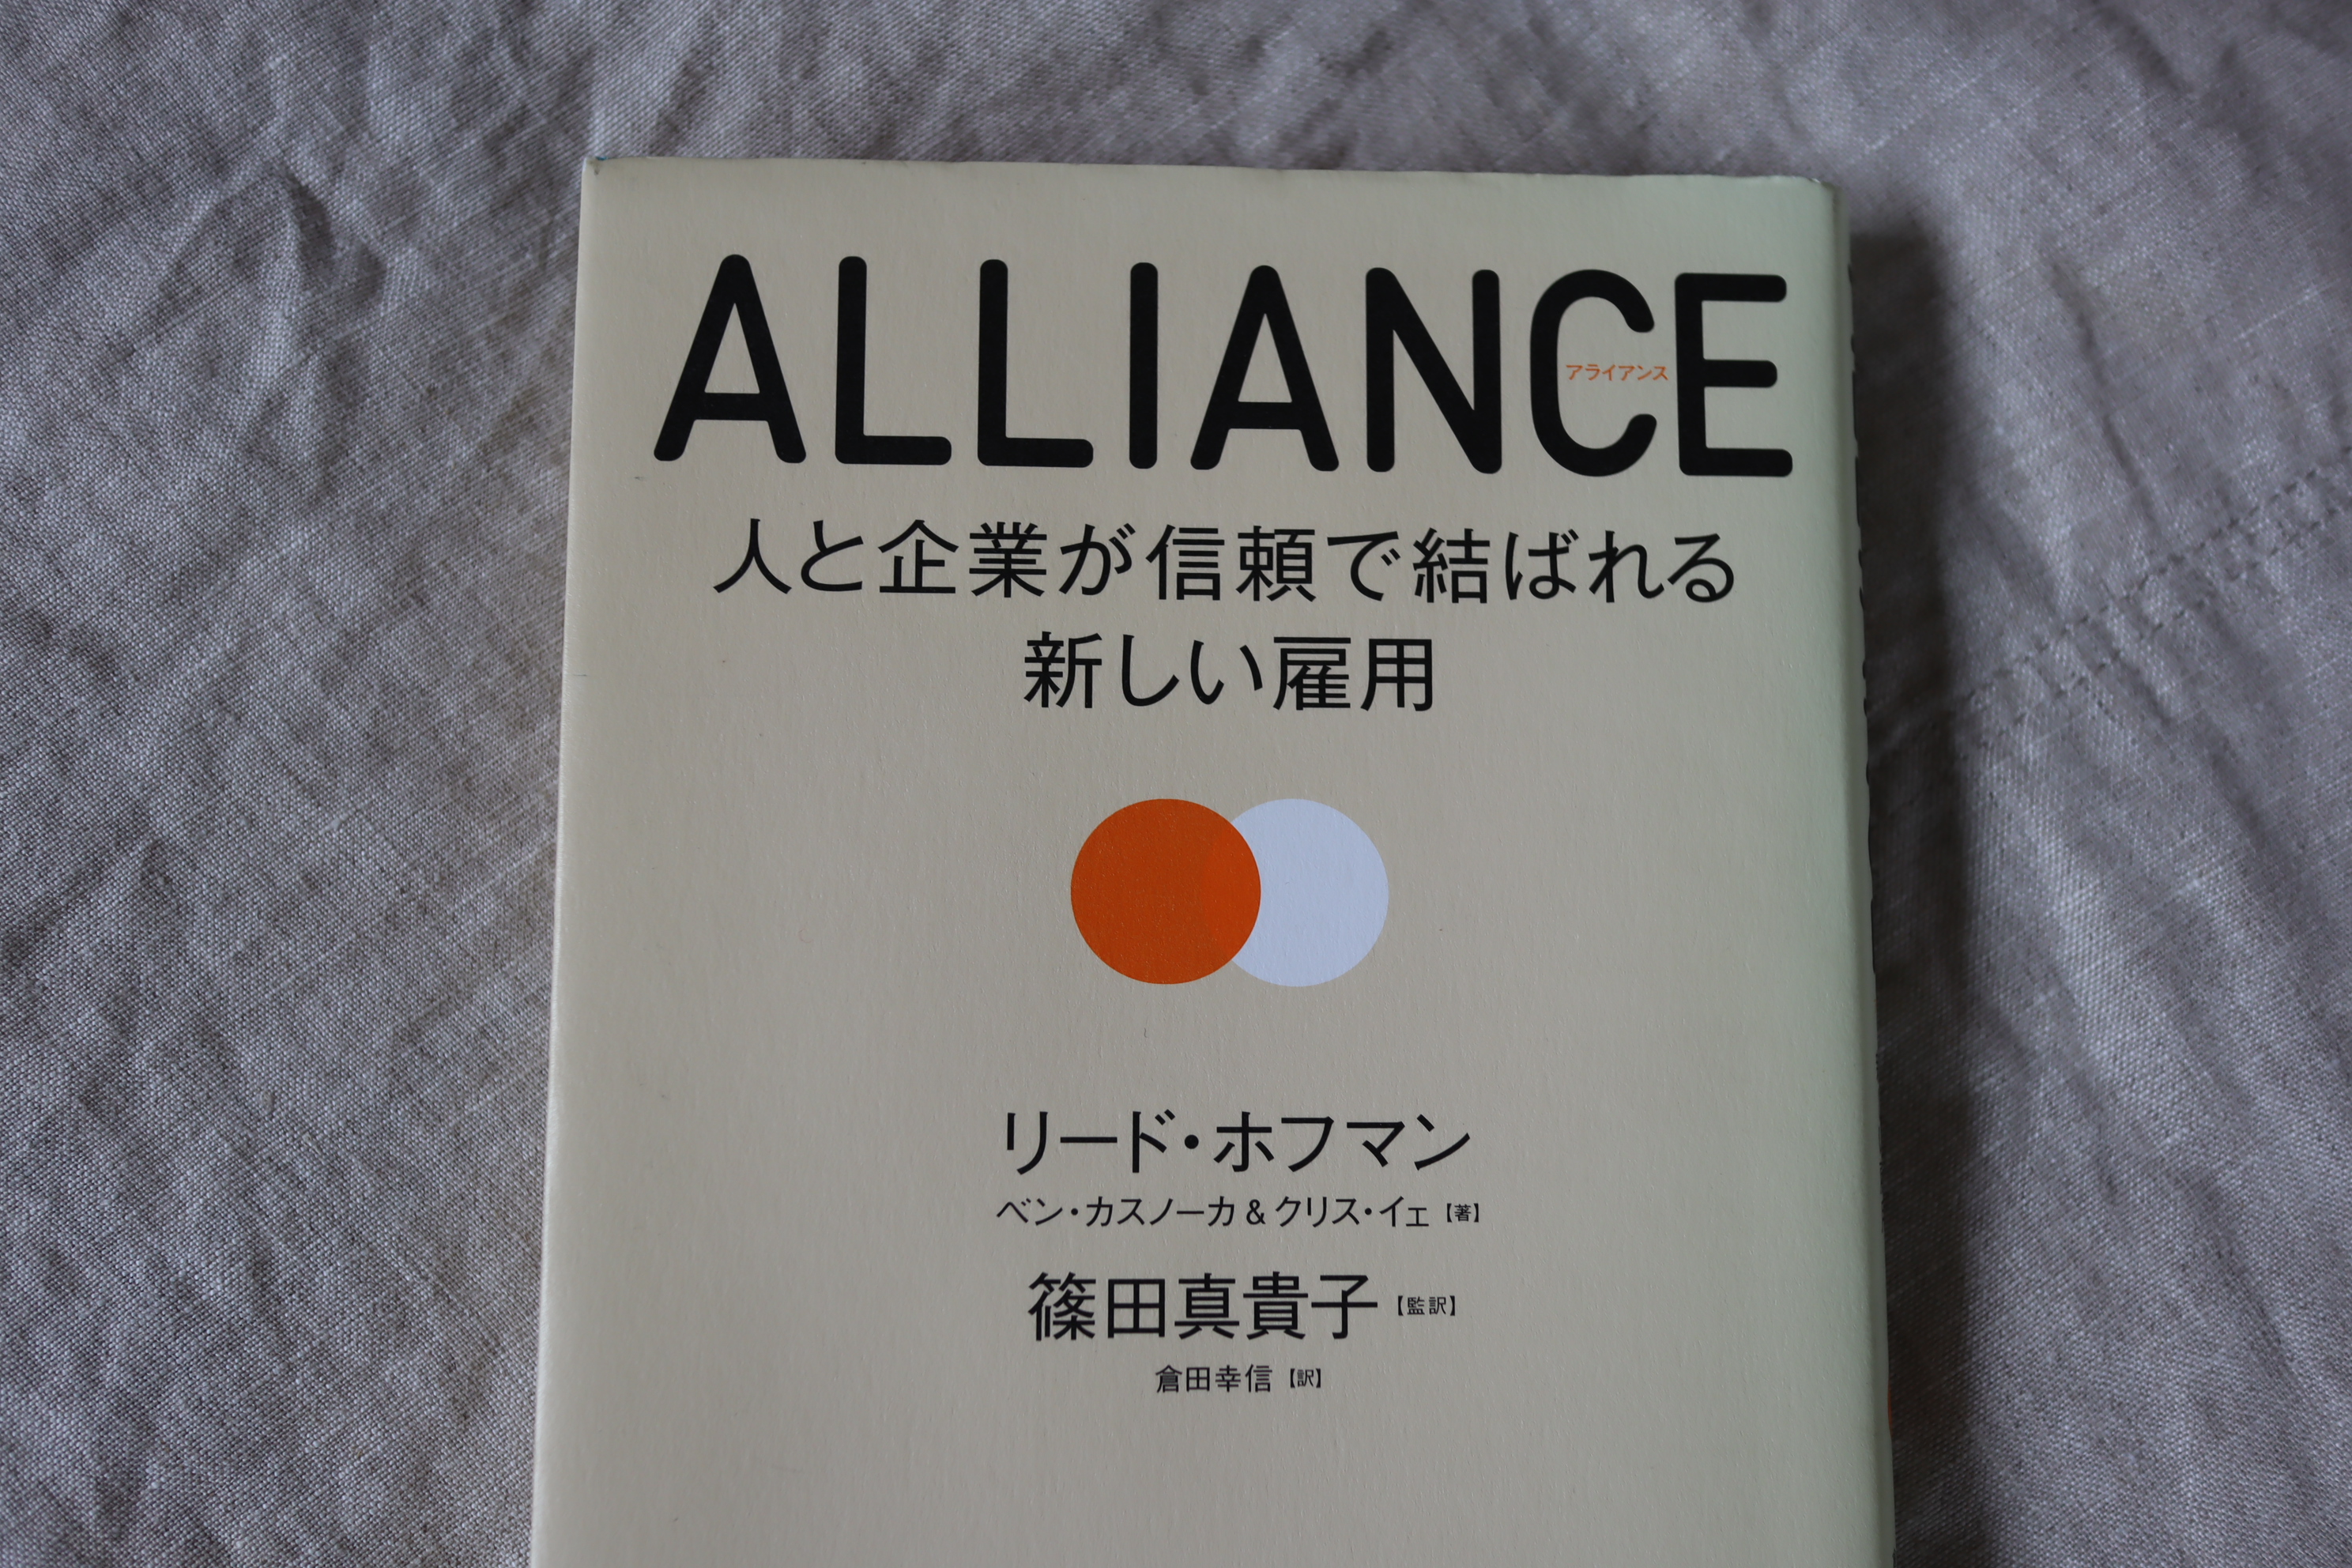 ALLIANCE
アライアンス
人と企業が信頼で結ばれる
新しい雇用
リード・ホフマン
ベン・カスノーカ&クリス・イェ【著】
篠田真貴子【監訳】
倉田幸信【訳】